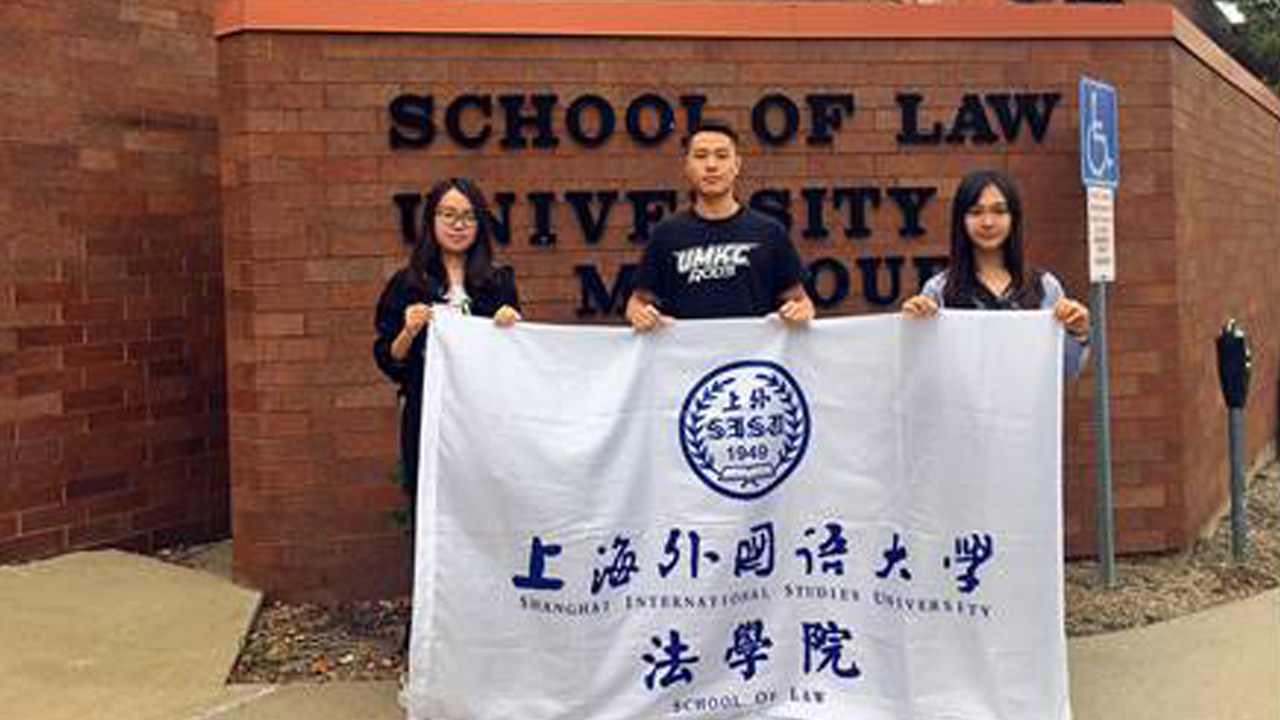 SCHOOL OF LAW
UNIVERSITY
UMKC
ROOS
上外
SISU
1949
上海外国语大学
SHANGHAI INTERNATIONAL STUDIES UNIVERSITY
法學院
SCHOOL OF LAW